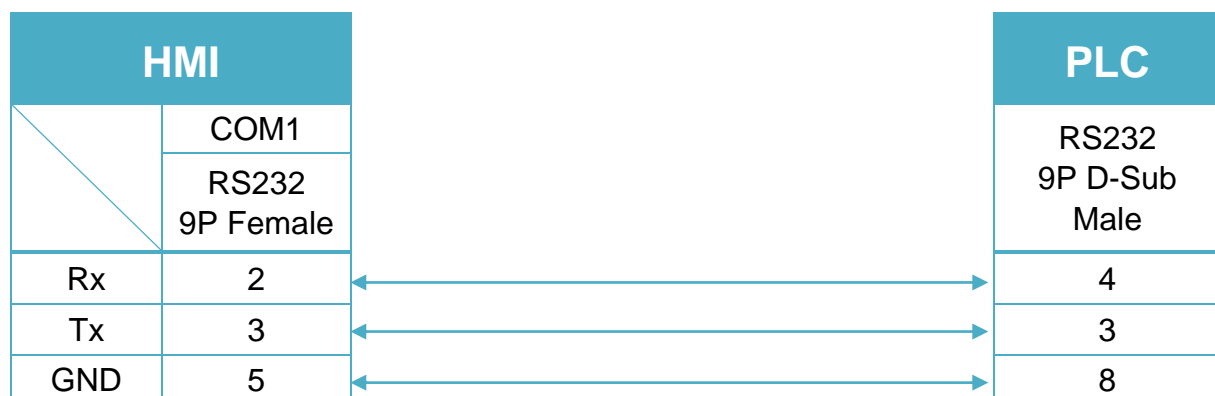 HMI PLC
COM1
RS232
9P Female
RS232
9P D-Sub
Male
Rx 2 4
Tx 3 3
GND 5 8